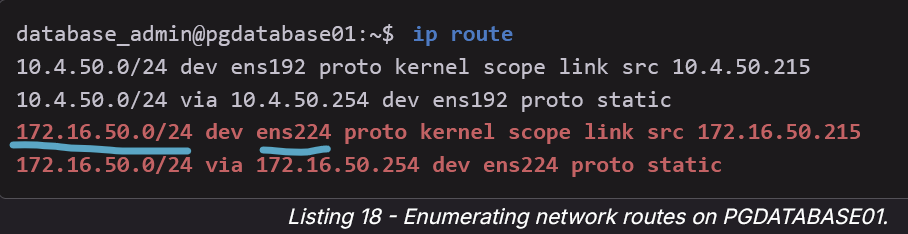 database_admin@pgdatabase01:~$ ip route
10.4.50.0/24 dev ens192 proto kernel scope link src 10.4.50.215
10.4.50.0/24 via 10.4.50.254 dev ens192 proto static
172.16.50.0/24 dev ens224 proto kernel scope link src 172.16.50.215
172.16.50.0/24 via 172.16.50.254 dev ens224 proto static
Listing 18 - Enumerating network routes on PGDATABASE01.